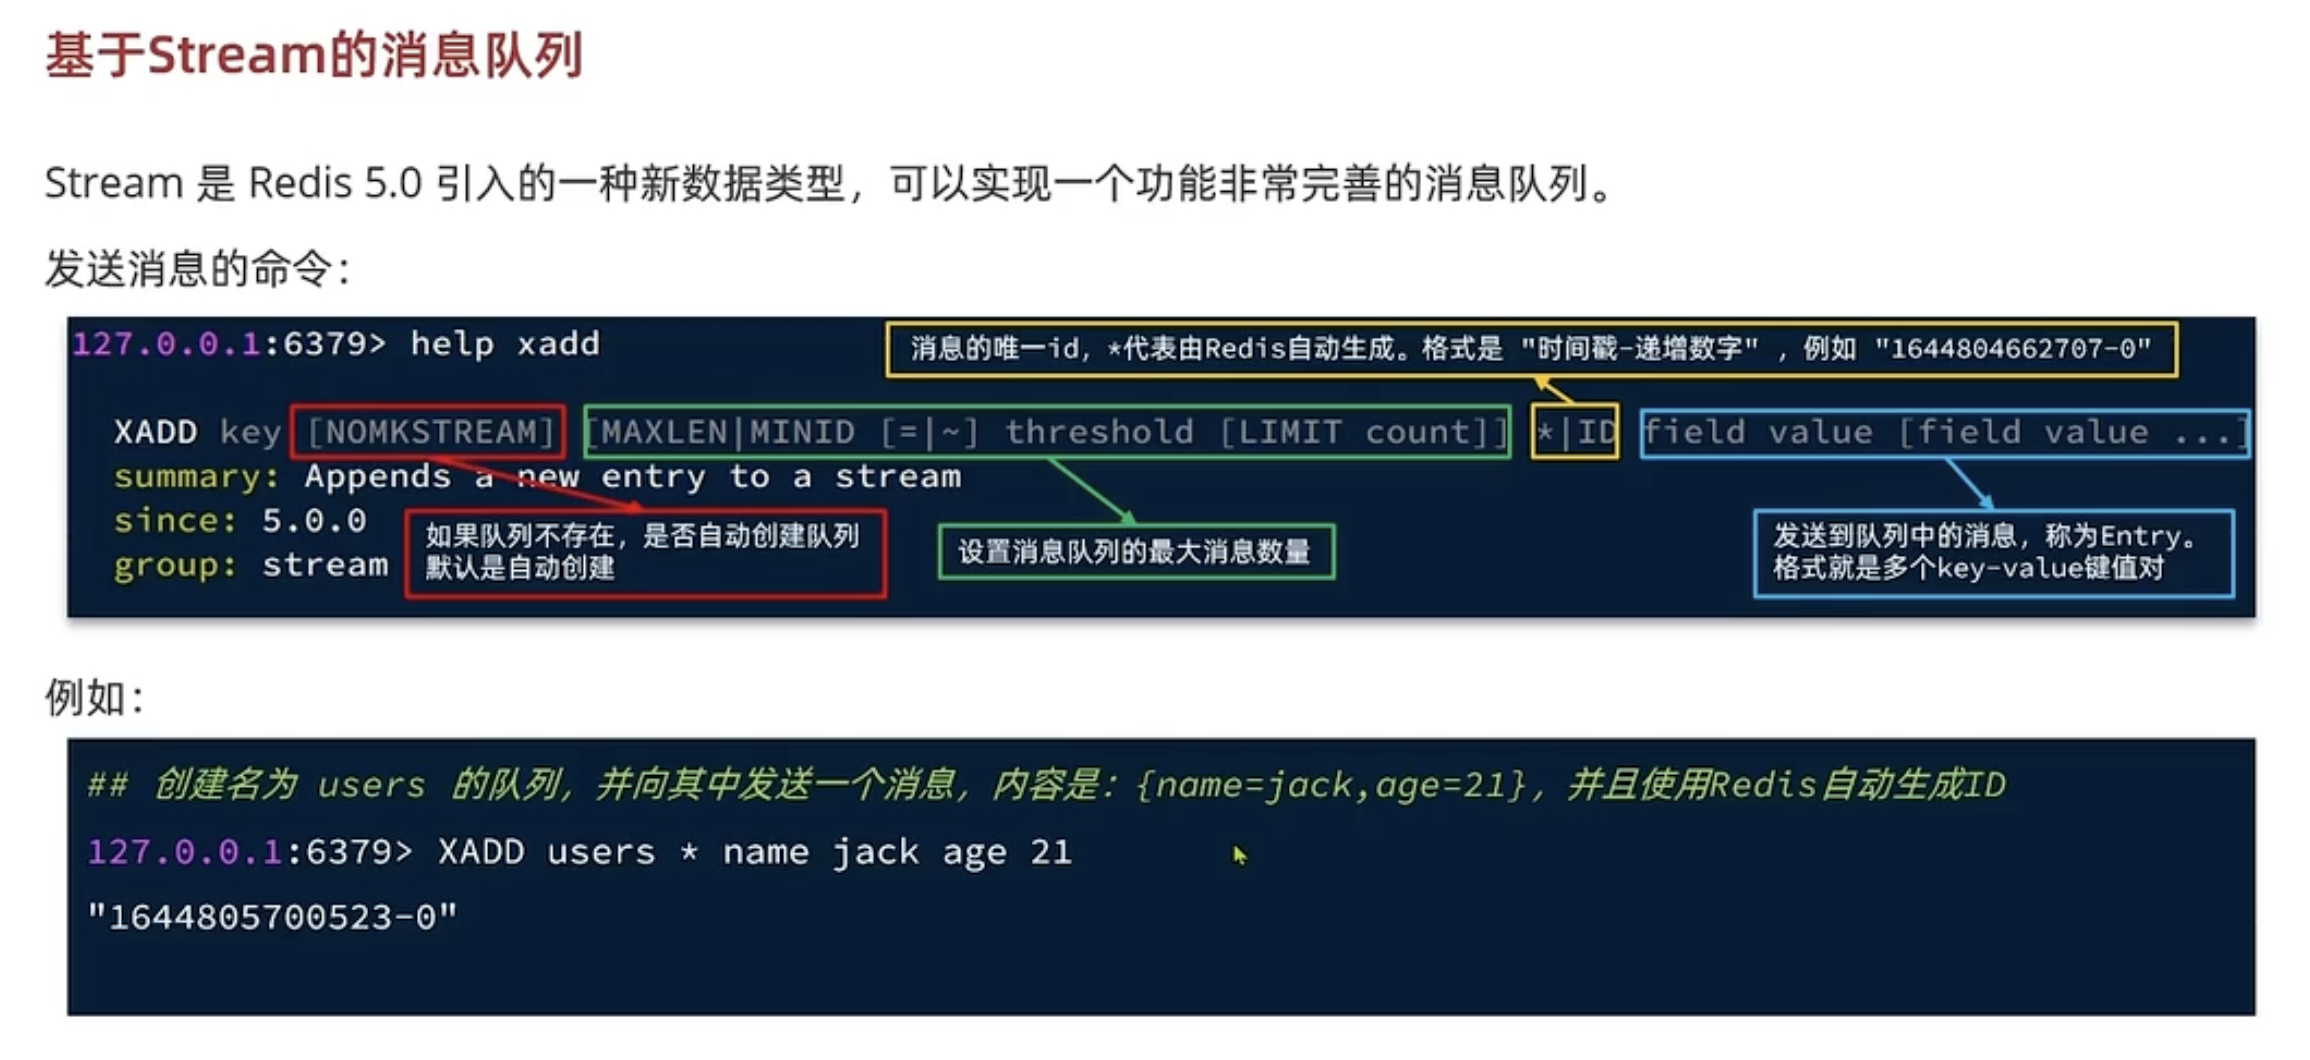 基于Stream的消息队列
Stream 是 Redis 5.0 引入的一种新数据类型，可以实现一个功能非常完善的消息队列。
发送消息的命令：
127.0.0.1:6379> help xadd
消息的唯一id，*代表由Redis自动生成。格式是 "时间戳-递增数字" ，例如 "1644804662707-0"
XADD key [NOMKSTREAM] [MAXLEN|MINID [=|~] threshold [LIMIT count]] *|ID field value [field value ...]
summary: Appends a new entry to a stream
since: 5.0.0
group: stream
如果队列不存在，是否自动创建队列
默认是自动创建
设置消息队列的最大消息数量
发送到队列中的消息，称为Entry。
格式就是多个key-value键值对
例如：
## 创建名为 users 的队列，并向其中发送一个消息，内容是：{name=jack,age=21}，并且使用Redis自动生成ID
127.0.0.1:6379> XADD users * name jack age 21
"1644805700523-0"